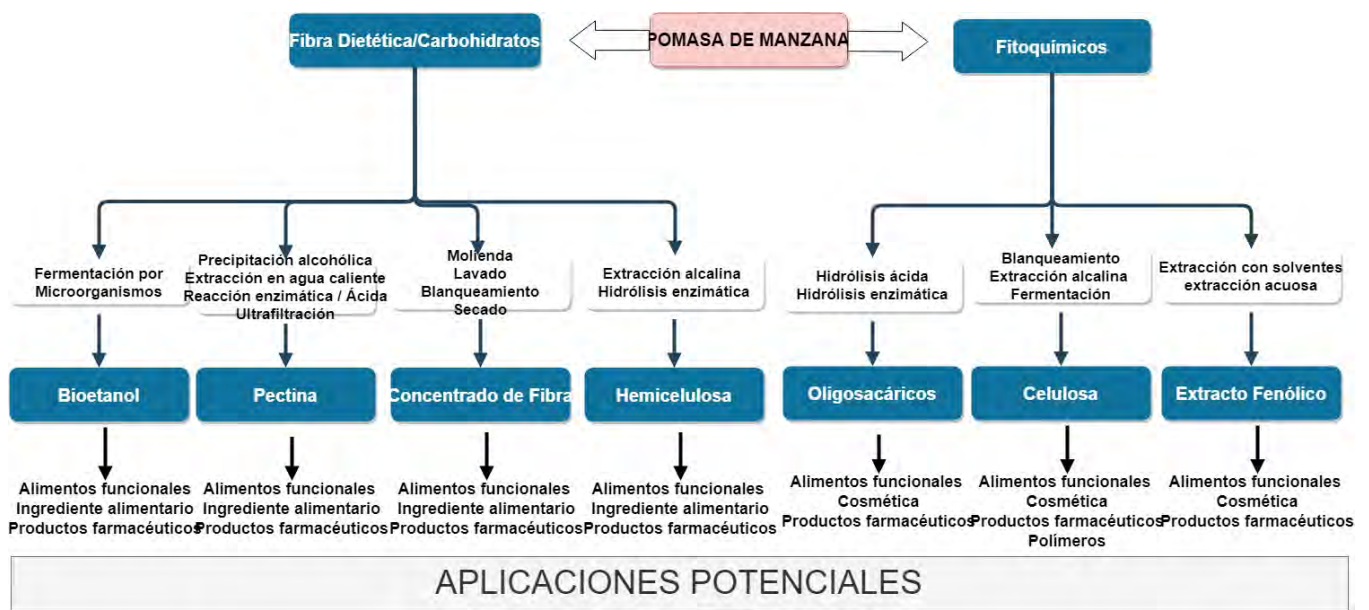 Fibra Dietética/Carbohidratos
POMASA DE MANZANA
Fitoquímicos
Fermentación por
Microorganismos
Precipitación alcohólica
Extracción en agua caliente
Reacción enzimática / Ácida
Ultrafiltración
Molienda
Lavado
Blanqueamiento
Secado
Extracción alcalina
Hidrólisis enzimática
Hidrólisis ácida
Hidrólisis enzimática
Blanqueamiento
Extracción alcalina
Fermentación
Extracción con solventes
extracción acuosa
Bioetanol
Pectina
Concentrado de Fibra
Hemicelulosa
Oligosacáricos
Celulosa
Extracto Fenólico
Alimentos funcionales
Ingrediente alimentario
Productos farmacéuticos
Alimentos funcionales
Ingrediente alimentario
Productos farmacéuticos
Alimentos funcionales
Ingrediente alimentario
Productos farmacéuticos
Alimentos funcionales
Ingrediente alimentario
Productos farmacéuticos
Alimentos funcionales
Cosmética
Productos farmacéuticos
Alimentos funcionales
Cosmética
Productos farmacéuticos
Polímeros
Alimentos funcionales
Cosmética
Productos farmacéuticos
APLICACIONES POTENCIALES